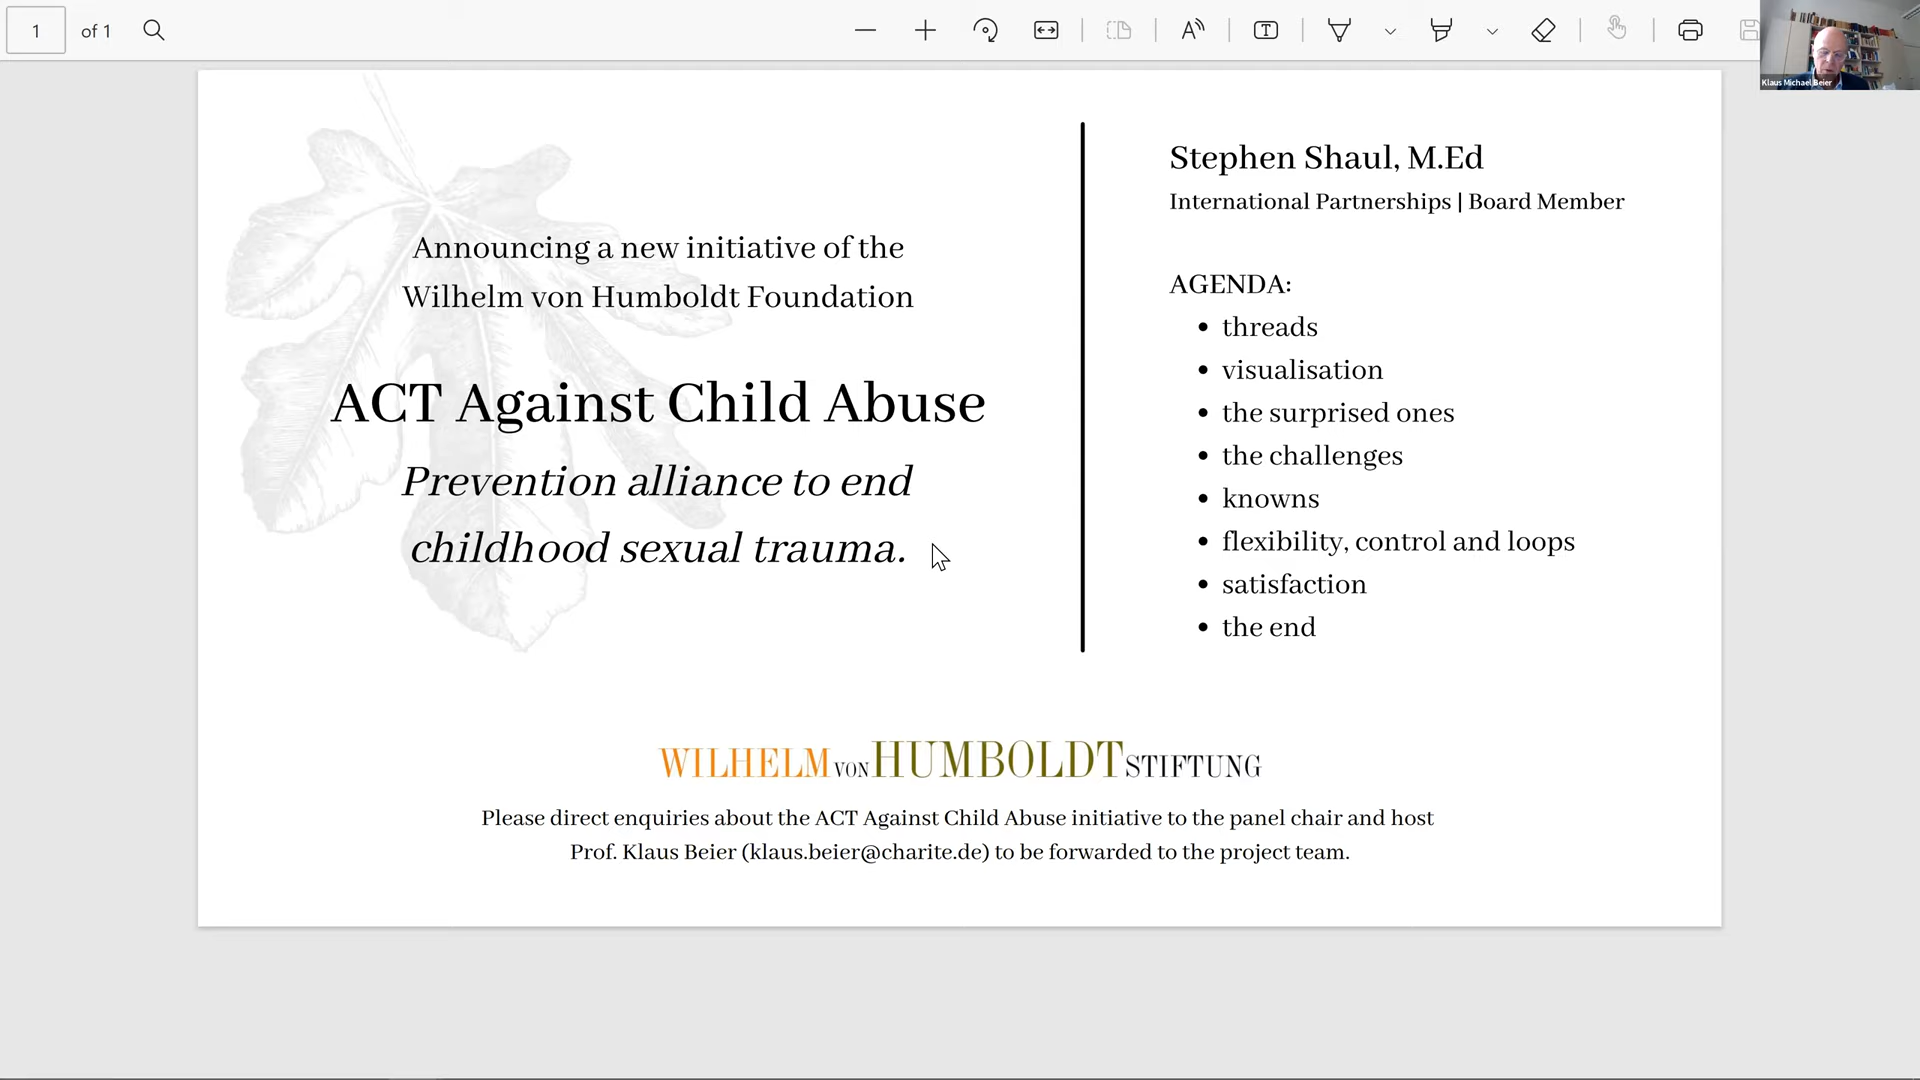 1 of 1
Klaus Michael Beier
Announcing a new initiative of the
Wilhelm von Humboldt Foundation
ACT Against Child Abuse
Prevention alliance to end
childhood sexual trauma.
Stephen Shaul, M.Ed
International Partnerships | Board Member
AGENDA:
• threads
• visualisation
• the surprised ones
• the challenges
• knowns
• flexibility, control and loops
• satisfaction
• the end
WILHELM VON HUMBOLDT STIFTUNG
Please direct enquiries about the ACT Against Child Abuse initiative to the panel chair and host
Prof. Klaus Beier (klaus.beier@charite.de) to be forwarded to the project team.